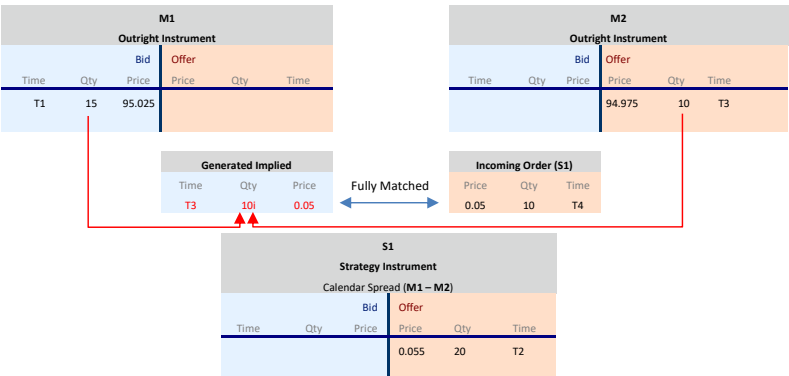 M1
Outright Instrument
Bid Offer
Time Qty Price Price Qty Time
T1 15 95.025
M2
Outright Instrument
Bid Offer
Time Qty Price Price Qty Time
94.975 10 T3
Generated Implied
Time Qty Price
T3 10i 0.05
Fully Matched
Incoming Order (S1)
Price Qty Time
0.05 10 T4
S1
Strategy Instrument
Calendar Spread (M1 – M2)
Bid Offer
Time Qty Price Price Qty Time
0.055 20 T2